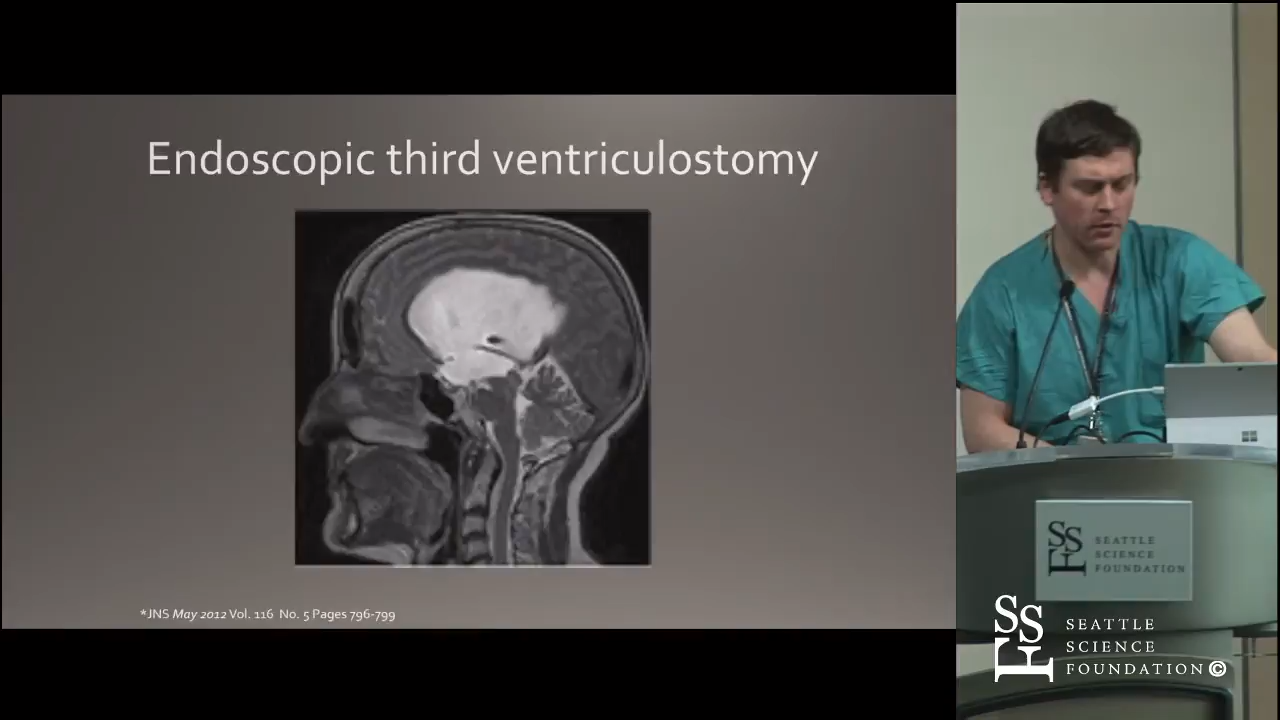 Endoscopic third ventriculostomy
*JNS May 2012 Vol. 116 No. 5 Pages 796-799
SSF
SEATTLE
SCIENCE
FOUNDATION
SSF
SEATTLE
SCIENCE
FOUNDATION©